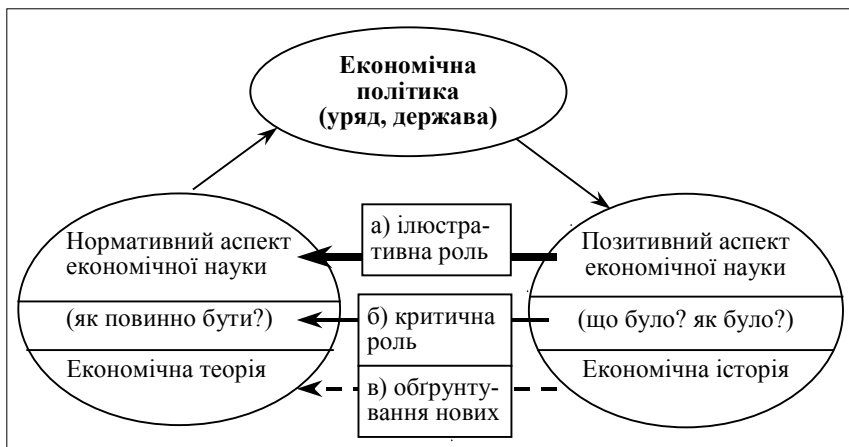 Економічна
політика
(уряд, держава)
Нормативний аспект
економічної науки
(як повинно бути?)
Економічна теорія
а) ілюстра-
тивна роль
б) критична
роль
в) обґрунту-
вання нових
Позитивний аспект
економічної науки
(що було? як було?)
Економічна історія